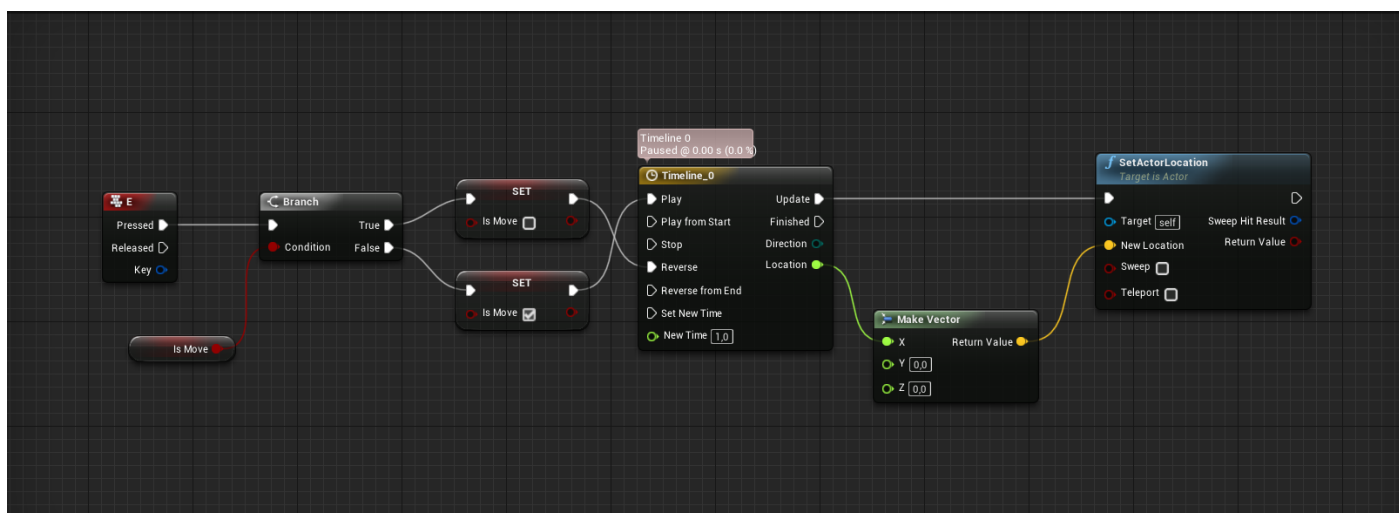 E
Pressed
Released
Key
Is Move
Branch
True
Condition
False
SET
Is Move
SET
Is Move
Timeline 0
Paused @ 0.00 s (0.0 %)
Timeline_0
Play
Update
Play from Start
Finished
Stop
Direction
Reverse
Location
Reverse from End
Set New Time
New Time 1,0
Make Vector
X
Return Value
Y 0,0
Z 0,0
f SetActorLocation
Target is Actor
Target self
Sweep Hit Result
New Location
Return Value
Sweep
Teleport